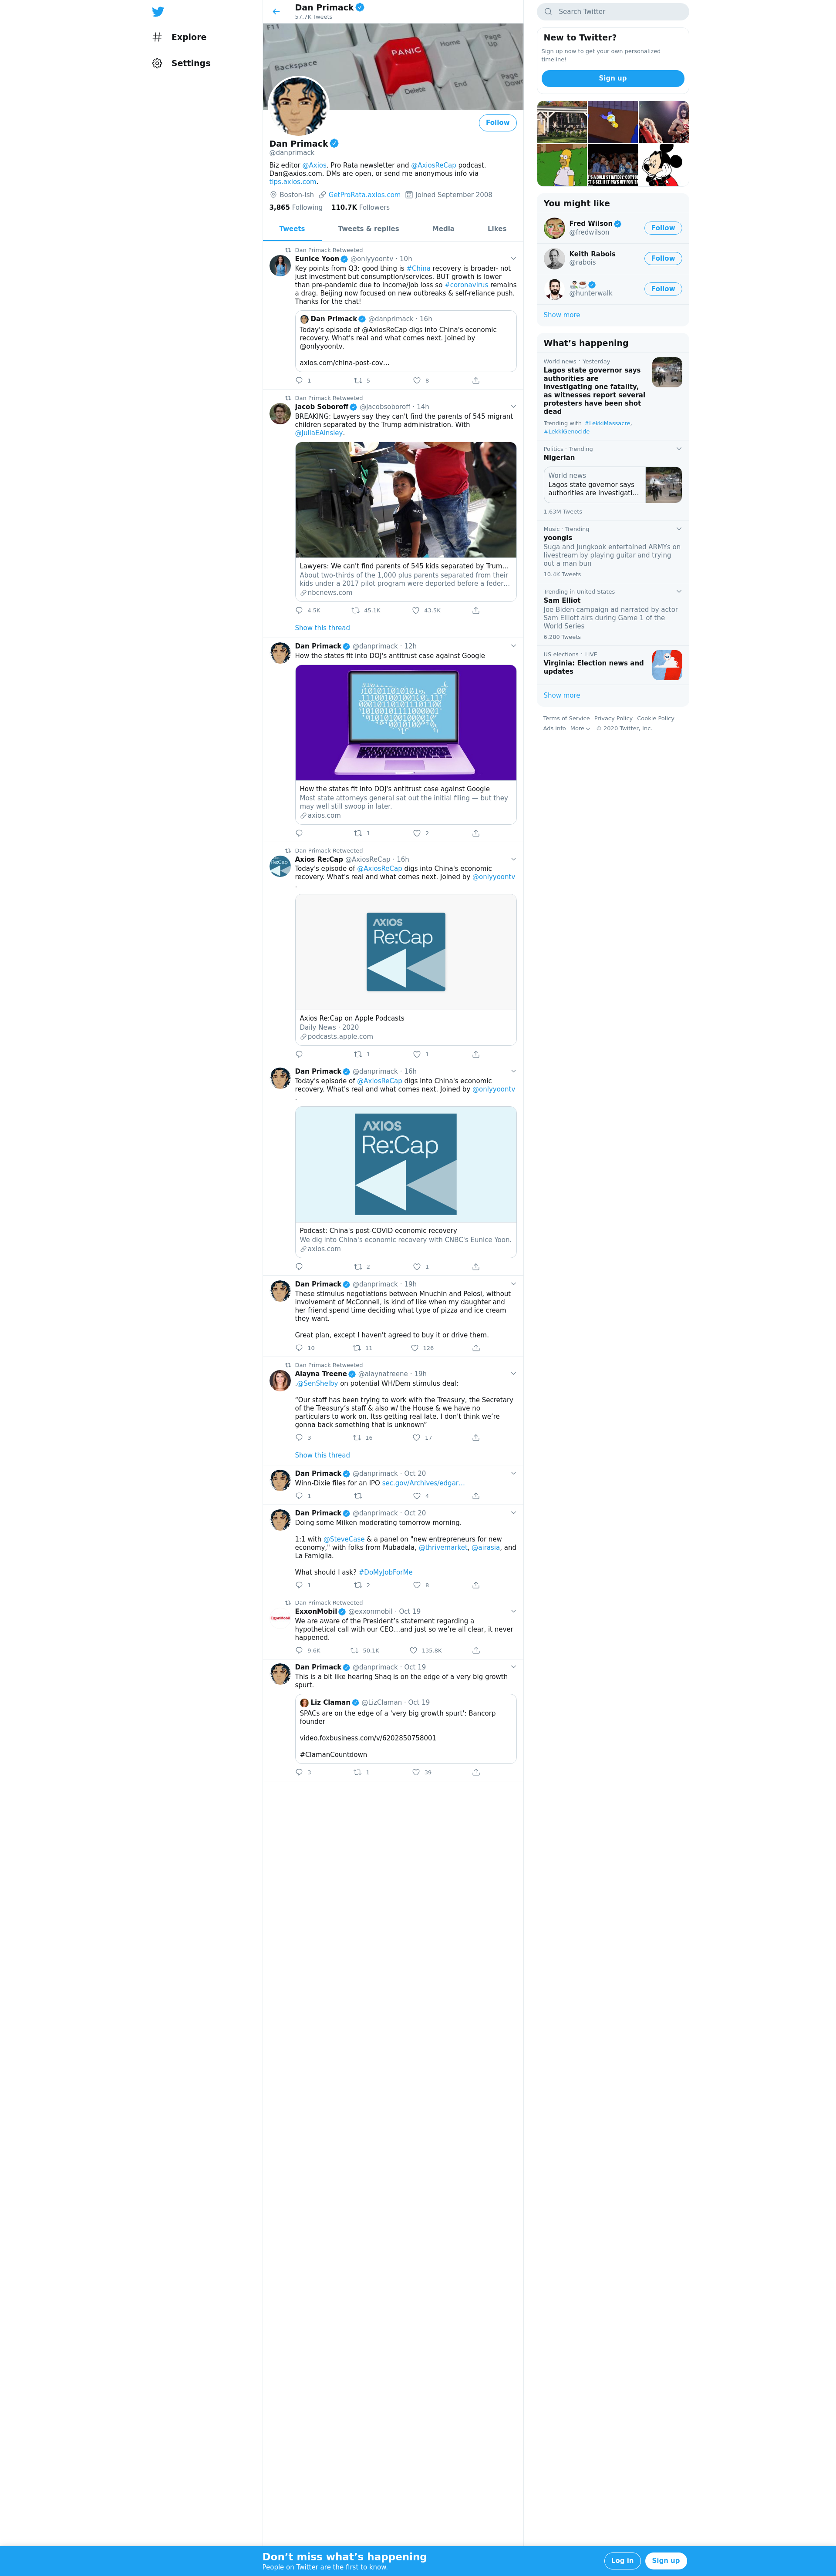 Explore
Settings
Dan Primack
57.7K Tweets
F11
Home
Page
Up
PANIC
Backspace
Delete
End
Page
Down
Follow
Dan Primack
@danprimack
Biz editor @Axios. Pro Rata newsletter and @AxiosReCap podcast.
Dan@axios.com. DMs are open, or send me anonymous info via
tips.axios.com.
Boston-ish GetProRata.axios.com Joined September 2008
3,865 Following 110.7K Followers
Tweets Tweets & replies Media Likes
Dan Primack Retweeted
Eunice Yoon @onlyyoontv · 10h
Key points from Q3: good thing is #China recovery is broader- not
just investment but consumption/services. BUT growth is lower
than pre-pandemic due to income/job loss so #coronavirus remains
a drag. Beijing now focused on new outbreaks & self-reliance push.
Thanks for the chat!
Dan Primack @danprimack · 16h
Today's episode of @AxiosReCap digs into China's economic
recovery. What's real and what comes next. Joined by
@onlyyoontv.
axios.com/china-post-cov…
1 5 8
Dan Primack Retweeted
Jacob Soboroff @jacobsoboroff · 14h
BREAKING: Lawyers say they can't find the parents of 545 migrant
children separated by the Trump administration. With
@JuliaEAinsley.
Lawyers: We can't find parents of 545 kids separated by Trum…
About two-thirds of the 1,000 plus parents separated from their
kids under a 2017 pilot program were deported before a feder…
nbcnews.com
4.5K 45.1K 43.5K
Show this thread
Dan Primack @danprimack · 12h
How the states fit into DOJ's antitrust case against Google
How the states fit into DOJ's antitrust case against Google
Most state attorneys general sat out the initial filing — but they
may well still swoop in later.
axios.com
1 2
Dan Primack Retweeted
Axios Re:Cap @AxiosReCap · 16h
Today's episode of @AxiosReCap digs into China's economic
recovery. What's real and what comes next. Joined by @onlyyoontv
.
AXIOS
Re:Cap
Axios Re:Cap on Apple Podcasts
Daily News · 2020
podcasts.apple.com
1 1
Dan Primack @danprimack · 16h
Today's episode of @AxiosReCap digs into China's economic
recovery. What's real and what comes next. Joined by @onlyyoontv
.
AXIOS
Re:Cap
Podcast: China's post-COVID economic recovery
We dig into China's economic recovery with CNBC's Eunice Yoon.
axios.com
2 1
Dan Primack @danprimack · 19h
These stimulus negotiations between Mnuchin and Pelosi, without
involvement of McConnell, is kind of like when my daughter and
her friend spend time deciding what type of pizza and ice cream
they want.
Great plan, except I haven't agreed to buy it or drive them.
10 11 126
Dan Primack Retweeted
Alayna Treene @alaynatreene · 19h
.@SenShelby on potential WH/Dem stimulus deal:
“Our staff has been trying to work with the Treasury, the Secretary
of the Treasury’s staff & also w/ the House & we have no
particulars to work on. Itss getting real late. I don't think we’re
gonna back something that is unknown”
3 16 17
Show this thread
Dan Primack @danprimack · Oct 20
Winn-Dixie files for an IPO sec.gov/Archives/edgar…
1 4
Dan Primack @danprimack · Oct 20
Doing some Milken moderating tomorrow morning.
1:1 with @SteveCase & a panel on "new entrepreneurs for new
economy," with folks from Mubadala, @thrivemarket, @airasia, and
La Famiglia.
What should I ask? #DoMyJobForMe
1 2 8
Dan Primack Retweeted
ExxonMobil @exxonmobil · Oct 19
We are aware of the President’s statement regarding a
hypothetical call with our CEO…and just so we’re all clear, it never
happened.
9.6K 50.1K 135.8K
Dan Primack @danprimack · Oct 19
This is a bit like hearing Shaq is on the edge of a very big growth
spurt.
Liz Claman @LizClaman · Oct 19
SPACs are on the edge of a 'very big growth spurt': Bancorp
founder
video.foxbusiness.com/v/6202850758001
#ClamanCountdown
3 1 39
Search Twitter
New to Twitter?
Sign up now to get your own personalized
timeline!
Sign up
You might like
Fred Wilson
@fredwilson
Follow
Keith Rabois
@rabois
Follow
@hunterwalk
Follow
Show more
What’s happening
World news · Yesterday
Lagos state governor says
authorities are
investigating one fatality,
as witnesses report several
protesters have been shot
dead
Trending with #LekkiMassacre,
#LekkiGenocide
Politics · Trending
Nigerian
World news
Lagos state governor says
authorities are investigati…
1.63M Tweets
Music · Trending
yoongis
Suga and Jungkook entertained ARMYs on
livestream by playing guitar and trying
out a man bun
10.4K Tweets
Trending in United States
Sam Elliot
Joe Biden campaign ad narrated by actor
Sam Elliott airs during Game 1 of the
World Series
6,280 Tweets
US elections · LIVE
Virginia: Election news and
updates
Show more
Terms of Service Privacy Policy Cookie Policy
Ads info More © 2020 Twitter, Inc.
Don’t miss what’s happening
People on Twitter are the first to know.
Log in
Sign up